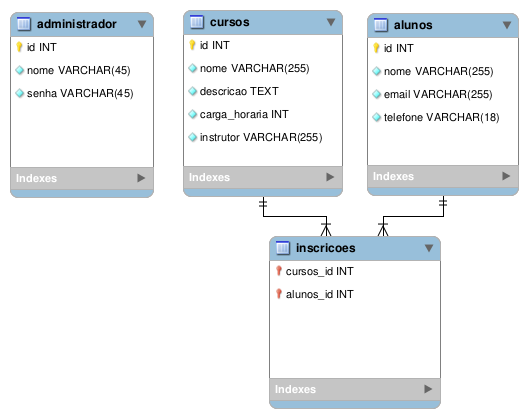 administrador
id INT
nome VARCHAR(45)
senha VARCHAR(45)
Indexes
cursos
id INT
nome VARCHAR(255)
descricao TEXT
carga_horaria INT
instrutor VARCHAR(255)
Indexes
alunos
id INT
nome VARCHAR(255)
email VARCHAR(255)
telefone VARCHAR(18)
Indexes
inscricoes
cursos_id INT
alunos_id INT
Indexes